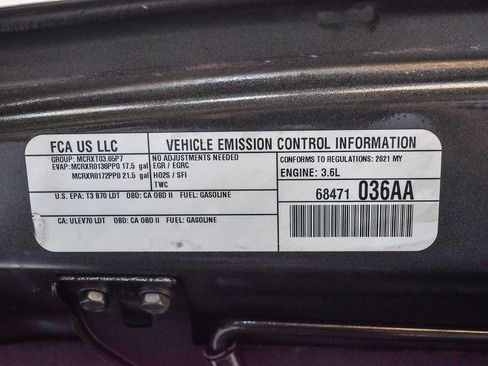 FCA US LLC
VEHICLE EMISSION CONTROL INFORMATION
GROUP: MCRXT03.65P7
EVAP: MCRXR0136PP0 17.5 gal
MCRXR0172PP0 21.5 gal
NO ADJUSTMENTS NEEDED
EGR / EGRC
HO2S / SFI
TWC
CONFORMS TO REGULATIONS: 2021 MY
ENGINE: 3.6L
68471 036AA
U.S. EPA: T3 B70 LDT OBD: CA OBD II FUEL: GASOLINE
CA: ULEV70 LDT OBD: CA OBD II FUEL: GASOLINE